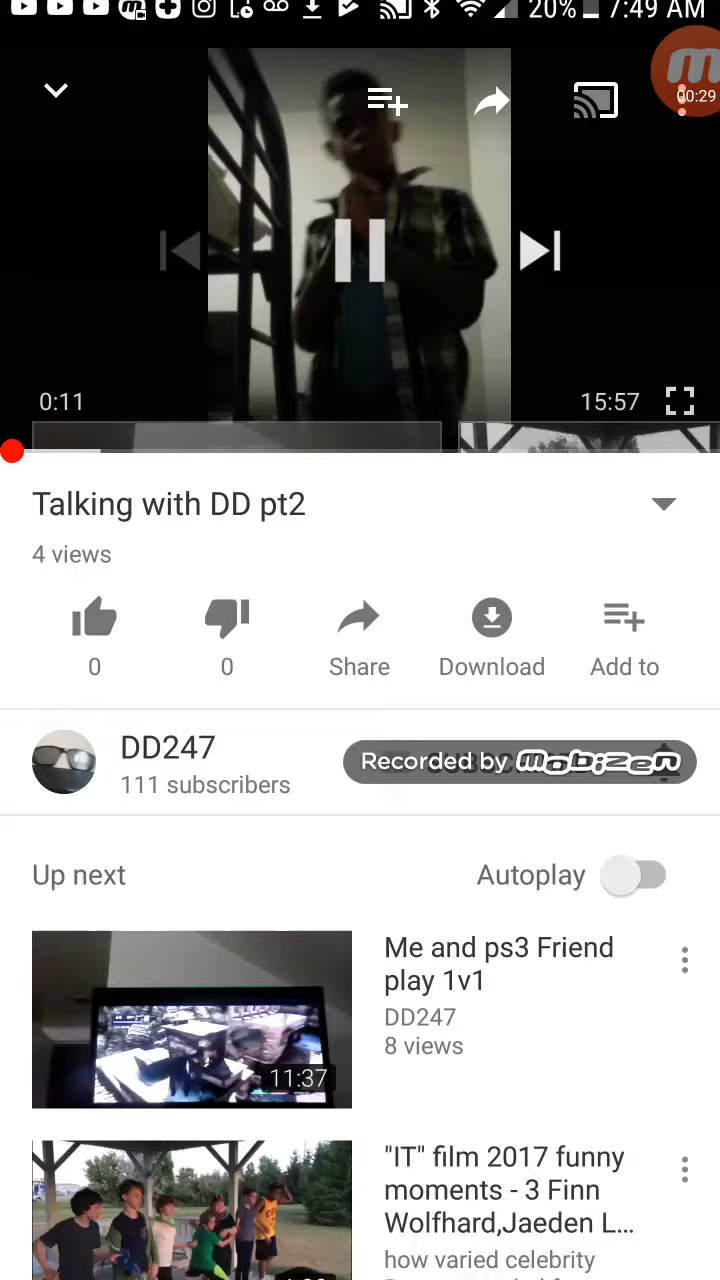 20% 7:49 AM
00:29
0:11 15:57
Talking with DD pt2
4 views
0 0 Share Download Add to
DD247
111 subscribers
Recorded by mobizen
Up next Autoplay
Me and ps3 Friend
play 1v1
DD247
8 views
11:37
"IT" film 2017 funny
moments - 3 Finn
Wolfhard,Jaeden L...
how varied celebrity